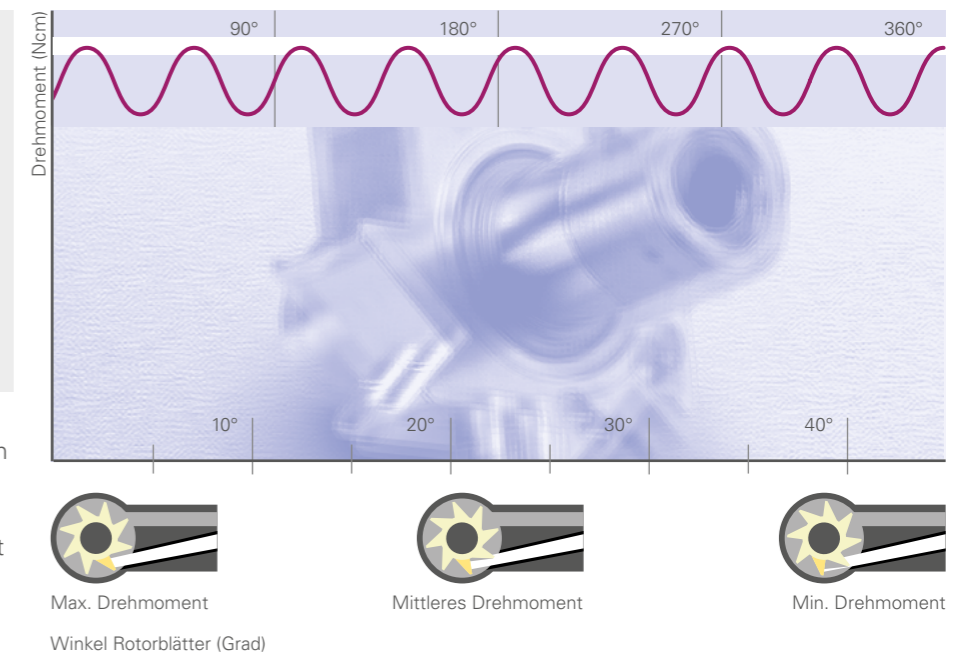 Drehmoment (Ncm)
90° 180° 270° 360°
10° 20° 30° 40°
n
t
Max. Drehmoment Mittleres Drehmoment Min. Drehmoment
Winkel Rotorblätter (Grad)